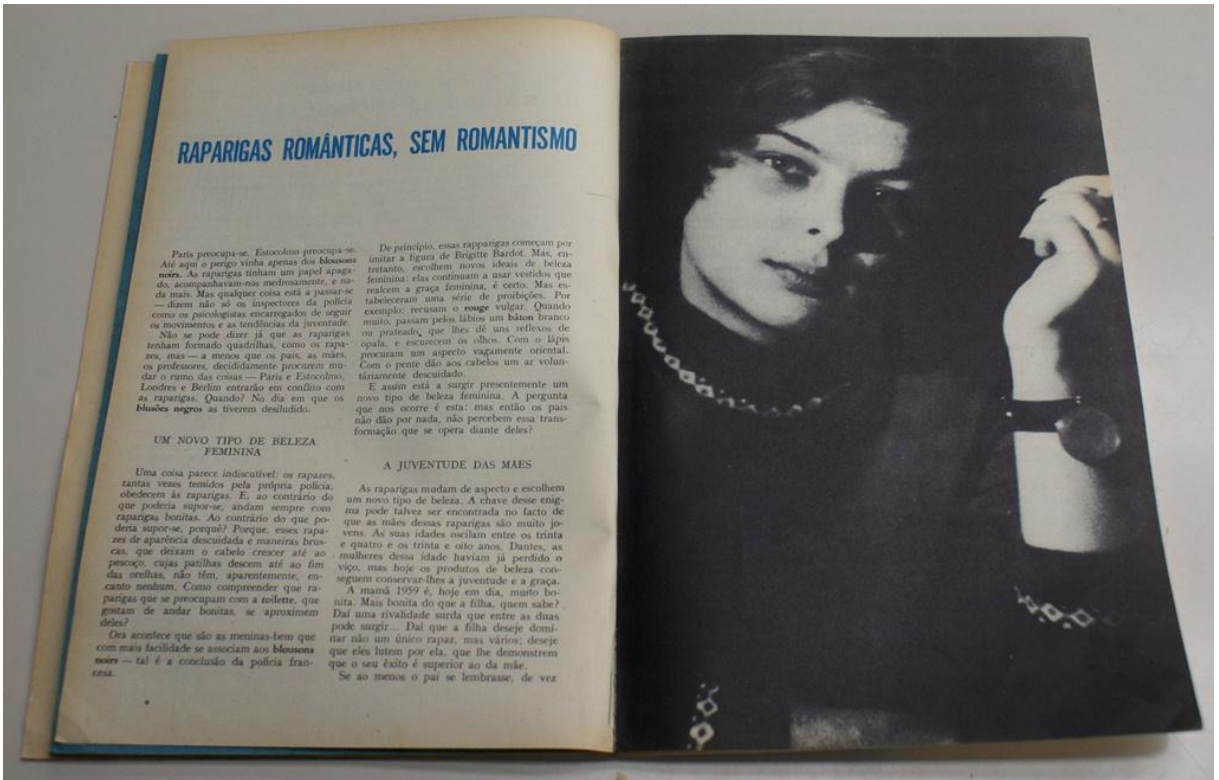 RAPARIGAS ROMÂNTICAS, SEM ROMANTISMO
Paris preocupa-se. Estocolmo preocupa-se.
Até aqui o perigo vinha apenas dos blousons
noirs. As raparigas tinham um papel apaga-
do, acompanhavam-nos medrosamente, e na-
da mais. Mas qualquer coisa está a passar-se
— dizem não só os inspectores da polícia
como os psicologistas encarregados de seguir
os movimentos e as tendências da juventude.
Não se pode dizer já que as raparigas
tenham formado quadrilhas, como os rapa-
zes, mas — a menos que os pais, as mães,
os professores, decididamente procurem mu-
dar o rumo das coisas — Paris e Estocolmo,
Londres e Berlim entrarão em conflito com
as raparigas. Quando? No dia em que os
blusões negros as tiverem desiludido.
UM NOVO TIPO DE BELEZA
FEMININA
Uma coisa parece indiscutível: os rapazes,
tantas vezes temidos pela própria polícia,
obedecem às raparigas. E, ao contrário do
que poderia supor-se, andam sempre com
raparigas bonitas. Ao contrário do que po-
deria supor-se, porquê? Porque, esses rapa-
zes de aparência descuidada e maneiras brus-
cas, que deixam o cabelo crescer até ao
pescoço, cujas patilhas descem até ao fim
das orelhas, não têm, aparentemente, en-
canto nenhum. Como compreender que ra-
parigas que se preocupam com a toilette, que
gostam de andar bonitas, se aproximem
deles?
Ora acontece que são as meninas-bem que
com mais facilidade se associam aos blousons
noirs — tal é a conclusão da polícia fran-
cesa.
De princípio, essas rapparigas começam por
imitar a figura de Brigitte Bardot. Mas, en-
tretanto, escolhem novos ideais de beleza
feminina: elas continuam a usar vestidos que
realcem a graça feminina, é certo. Mas es-
tabeleceram uma série de proibições. Por
exemplo: recusam o rouge vulgar. Quando
muito, passam pelos lábios um bâton branco
ou prateado, que lhes dê uns reflexos de
opala, e escurecem os olhos. Com o lápis
procuram um aspecto vagamente oriental.
Com o pente dão aos cabelos um ar volun-
tàriamente descuidado.
E assim está a surgir presentemente um
novo tipo de beleza feminina. A pergunta
que nos ocorre é esta: mas então os pais
não dão por nada, não percebem essa trans-
formação que se opera diante deles?
A JUVENTUDE DAS MÃES
As raparigas mudam de aspecto e escolhem
um novo tipo de beleza. A chave desse enig-
ma pode talvez ser encontrada no facto de
que as mães dessas raparigas são muito jo-
vens. As suas idades oscilam entre os trinta
e quatro e os trinta e oito anos. Dantes, as
mulheres dessa idade haviam já perdido o
viço, mas hoje os produtos de beleza con-
seguem conservar-lhes a juventude e a graça.
A mamã 1959 é, hoje em dia, muito bo-
nita. Mais bonita do que a filha, quem sabe?
Daí uma rivalidade surda que entre as duas
pode surgir... Daí que a filha deseje domi-
nar não um único rapaz, mas vários; deseje
que eles lutem por ela, que lhe demonstrem
que o seu êxito é superior ao da mãe.
Se ao menos o pai se lembrasse, de vez